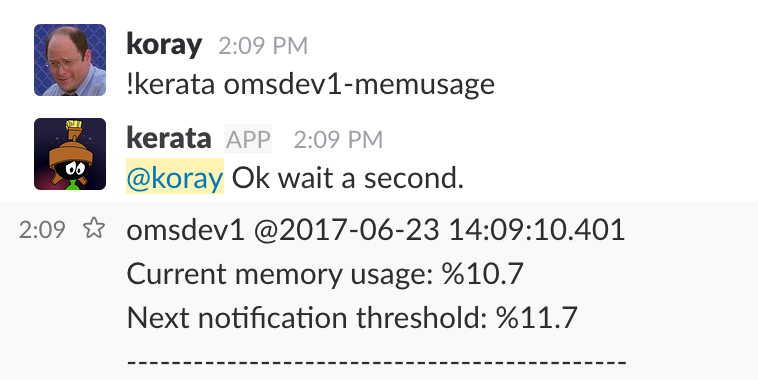 koray 2:09 PM
!kerata omsdev1-memusage
kerata APP 2:09 PM
@koray Ok wait a second.
2:09 omsdev1 @2017-06-23 14:09:10.401
Current memory usage: %10.7
Next notification threshold: %11.7
---------------------------------------------